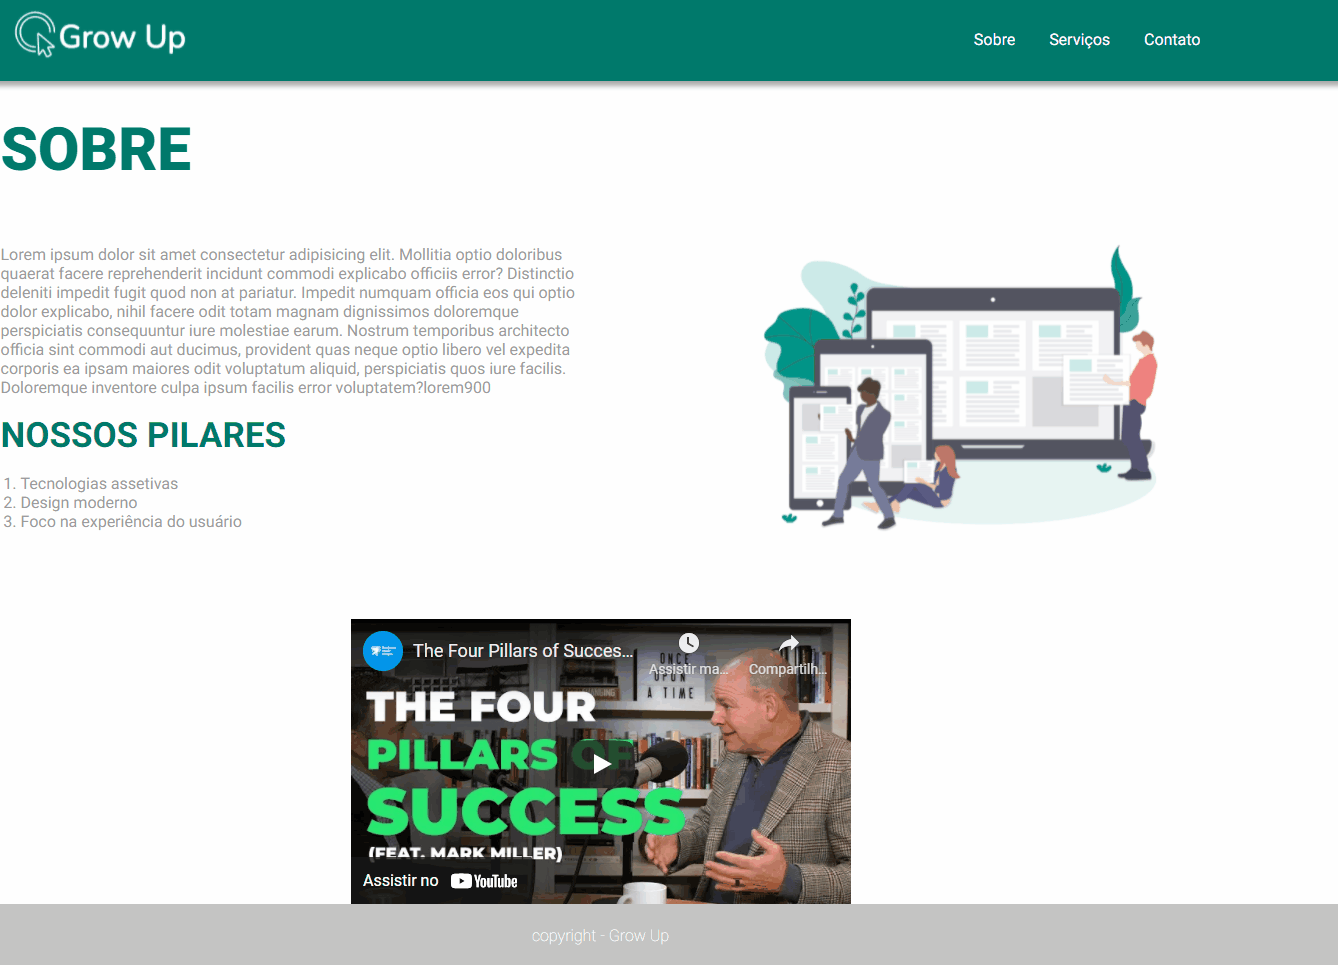 Grow Up
Sobre
Serviços
Contato
SOBRE
Lorem ipsum dolor sit amet consectetur adipisicing elit. Mollitia optio doloribus
quaerat facere reprehenderit incidunt commodi explicabo officiis error? Distinctio
deleniti impedit fugit quod non at pariatur. Impedit numquam officia eos qui optio
dolor explicabo, nihil facere odit totam magnam dignissimos doloremque
perspiciatis consequuntur iure molestiae earum. Nostrum temporibus architecto
officia sint commodi aut ducimus, provident quas neque optio libero vel expedita
corporis ea ipsam maiores odit voluptatum aliquid, perspiciatis quos iure facilis.
Doloremque inventore culpa ipsum facilis error voluptatem?lorem900
NOSSOS PILARES
1. Tecnologias assetivas
2. Design moderno
3. Foco na experiência do usuário
The Four Pillars of Succes...
Assistir ma...
Compartilh...
ONCE
UPON
A TIME
THE FOUR
PILLARS OF
SUCCESS
(FEAT. MARK MILLER)
Assistir no YouTube
copyright - Grow Up